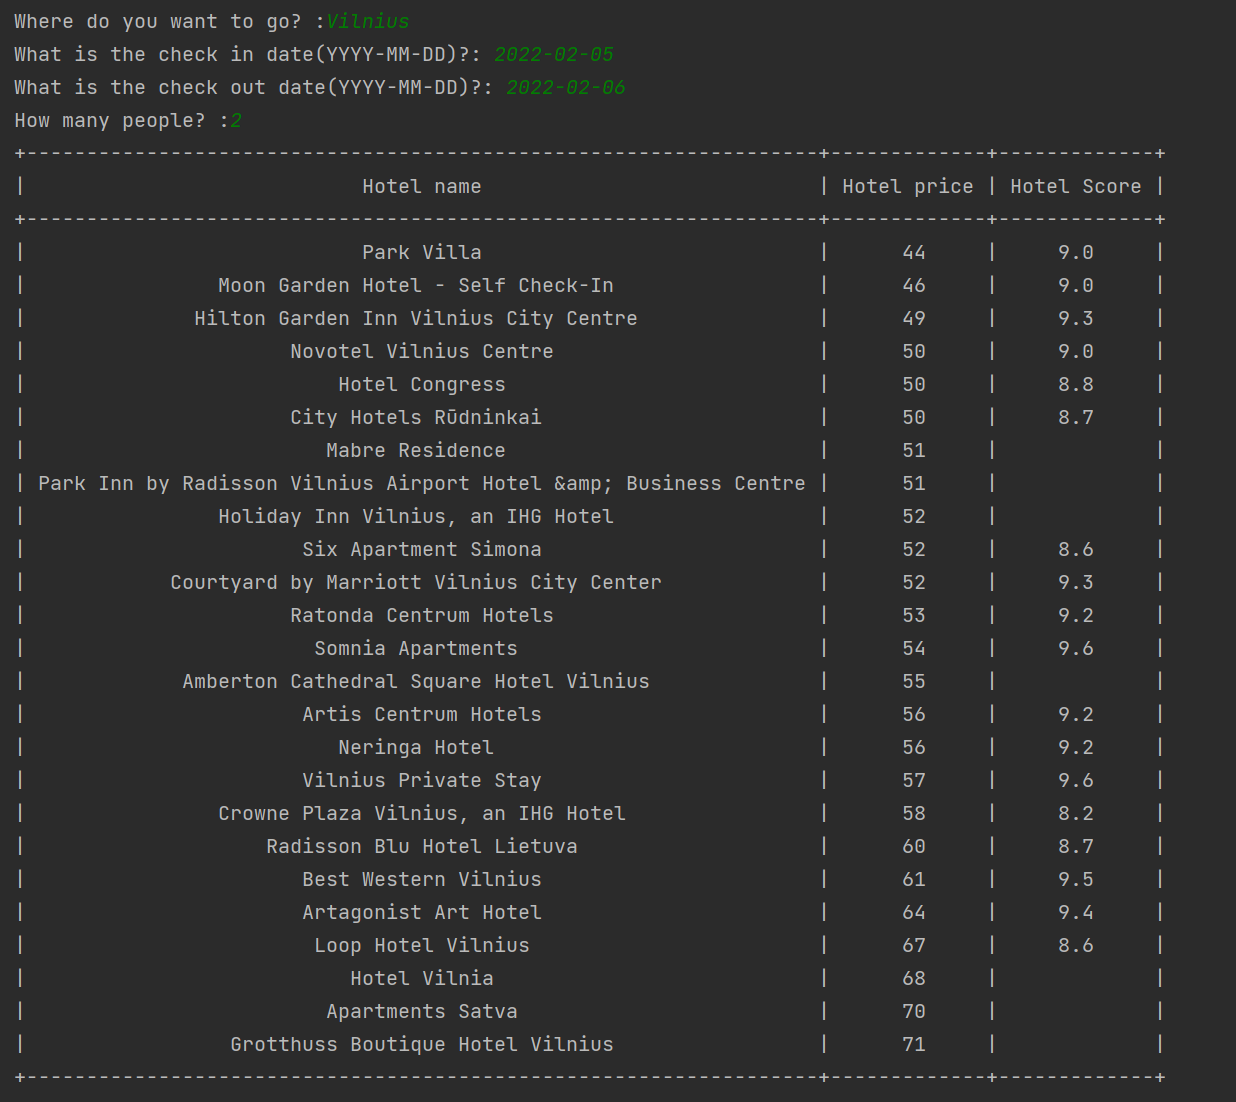 Where do you want to go? :Vilnius
What is the check in date(YYYY-MM-DD)?: 2022-02-05
What is the check out date(YYYY-MM-DD)?: 2022-02-06
How many people? :2
+------------------------------------------------------------------+-------------+-------------+
|                            Hotel name                            | Hotel price | Hotel Score |
+------------------------------------------------------------------+-------------+-------------+
|                            Park Villa                            |      44     |     9.0     |
|                Moon Garden Hotel - Self Check-In                 |      46     |     9.0     |
|              Hilton Garden Inn Vilnius City Centre               |      49     |     9.3     |
|                      Novotel Vilnius Centre                      |      50     |     9.0     |
|                          Hotel Congress                          |      50     |     8.8     |
|                      City Hotels Rūdninkai                       |      50     |     8.7     |
|                         Mabre Residence                          |      51     |             |
| Park Inn by Radisson Vilnius Airport Hotel &amp; Business Centre |      51     |             |
|                Holiday Inn Vilnius, an IHG Hotel                 |      52     |             |
|                       Six Apartment Simona                       |      52     |     8.6     |
|            Courtyard by Marriott Vilnius City Center             |      52     |     9.3     |
|                      Ratonda Centrum Hotels                      |      53     |     9.2     |
|                        Somnia Apartments                         |      54     |     9.6     |
|             Amberton Cathedral Square Hotel Vilnius              |      55     |             |
|                       Artis Centrum Hotels                       |      56     |     9.2     |
|                          Neringa Hotel                           |      56     |     9.2     |
|                       Vilnius Private Stay                       |      57     |     9.6     |
|                Crowne Plaza Vilnius, an IHG Hotel                |      58     |     8.2     |
|                    Radisson Blu Hotel Lietuva                    |      60     |     8.7     |
|                       Best Western Vilnius                       |      61     |     9.5     |
|                       Artagonist Art Hotel                       |      64     |     9.4     |
|                        Loop Hotel Vilnius                        |      67     |     8.6     |
|                           Hotel Vilnia                           |      68     |             |
|                         Apartments Satva                         |      70     |             |
|                 Grotthuss Boutique Hotel Vilnius                 |      71     |             |
+------------------------------------------------------------------+-------------+-------------+